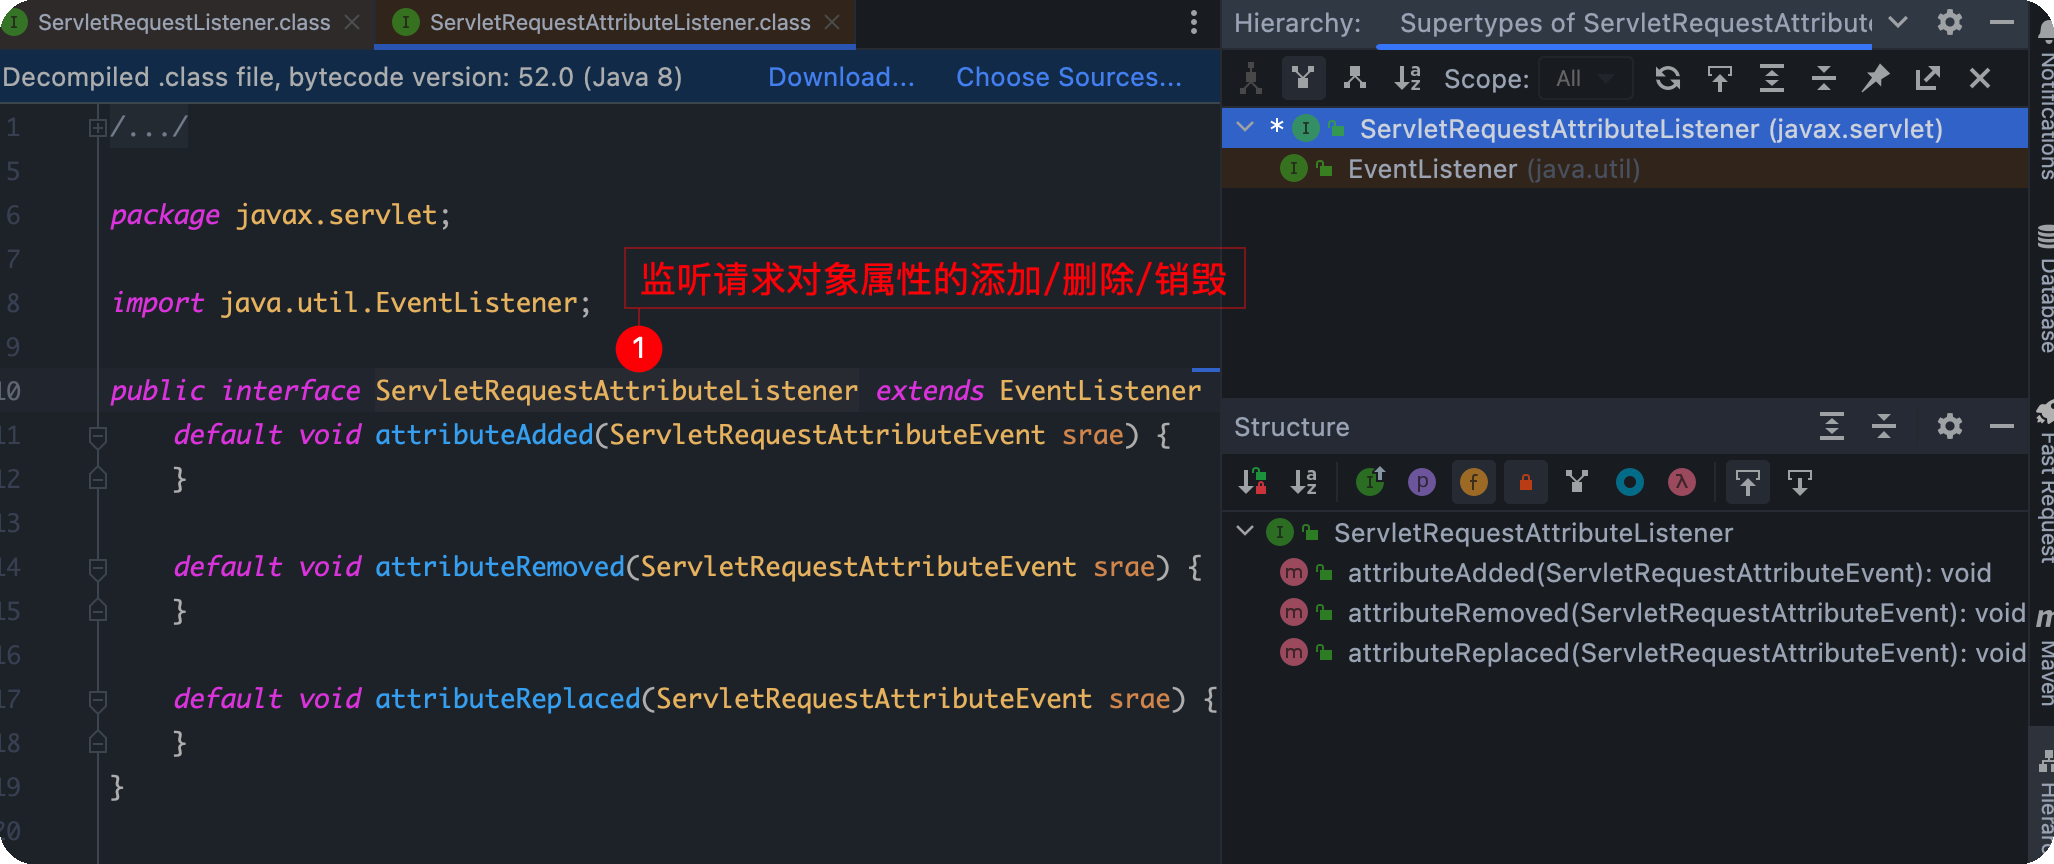 ServletRequestListener.class
ServletRequestAttributeListener.class
Decompiled .class file, bytecode version: 52.0 (Java 8)
Download...
Choose Sources...
1 /.../
5
6 package javax.servlet;
7
监听请求对象属性的添加/删除/销毁
8 import java.util.EventListener;
9
1
10 public interface ServletRequestAttributeListener extends EventListener
11 default void attributeAdded(ServletRequestAttributeEvent srae) {
12 }
13
14 default void attributeRemoved(ServletRequestAttributeEvent srae) {
15 }
16
17 default void attributeReplaced(ServletRequestAttributeEvent srae) {
18 }
19 }
20
Hierarchy:
Supertypes of ServletRequestAttribut
Scope:
All
* ServletRequestAttributeListener (javax.servlet)
EventListener (java.util)
Structure
ServletRequestAttributeListener
attributeAdded(ServletRequestAttributeEvent): void
attributeRemoved(ServletRequestAttributeEvent): void
attributeReplaced(ServletRequestAttributeEvent): void
Notifications
Database
Fast Request
Maven
Hierarc